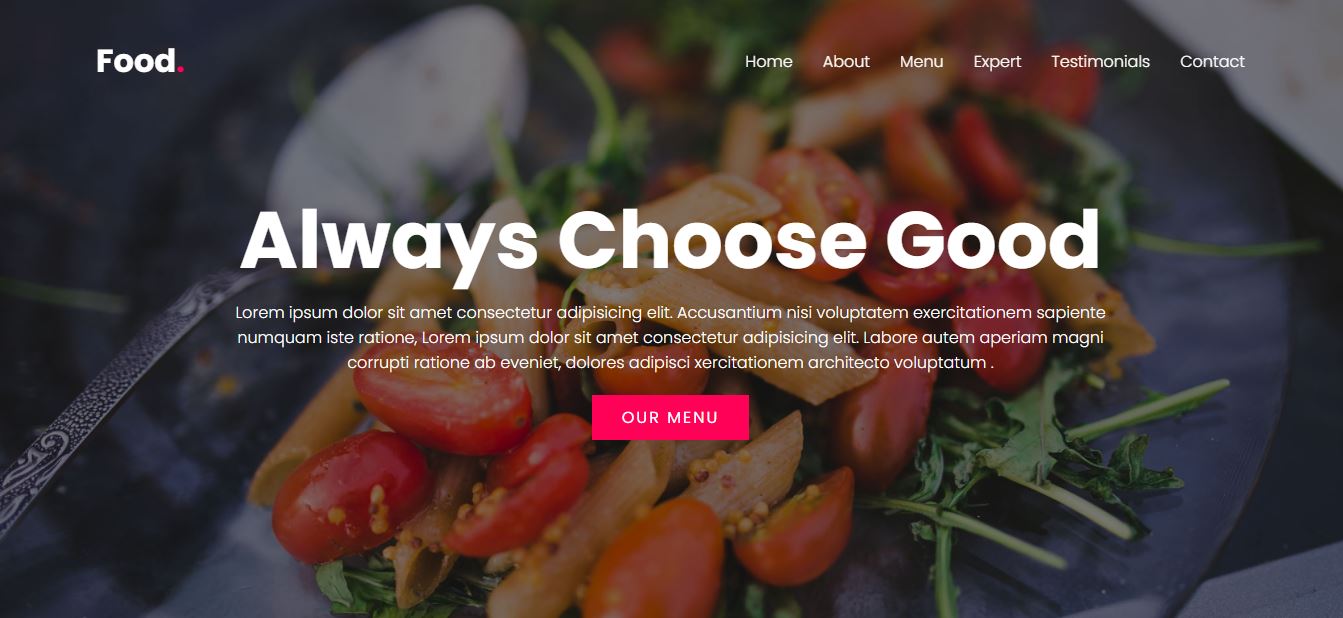 Food.
Home About Menu Expert Testimonials Contact
Always Choose Good
Lorem ipsum dolor sit amet consectetur adipisicing elit. Accusantium nisi voluptatem exercitationem sapiente
numquam iste ratione, Lorem ipsum dolor sit amet consectetur adipisicing elit. Labore autem aperiam magni
corrupti ratione ab eveniet, dolores adipisci xercitationem architecto voluptatum .
OUR MENU